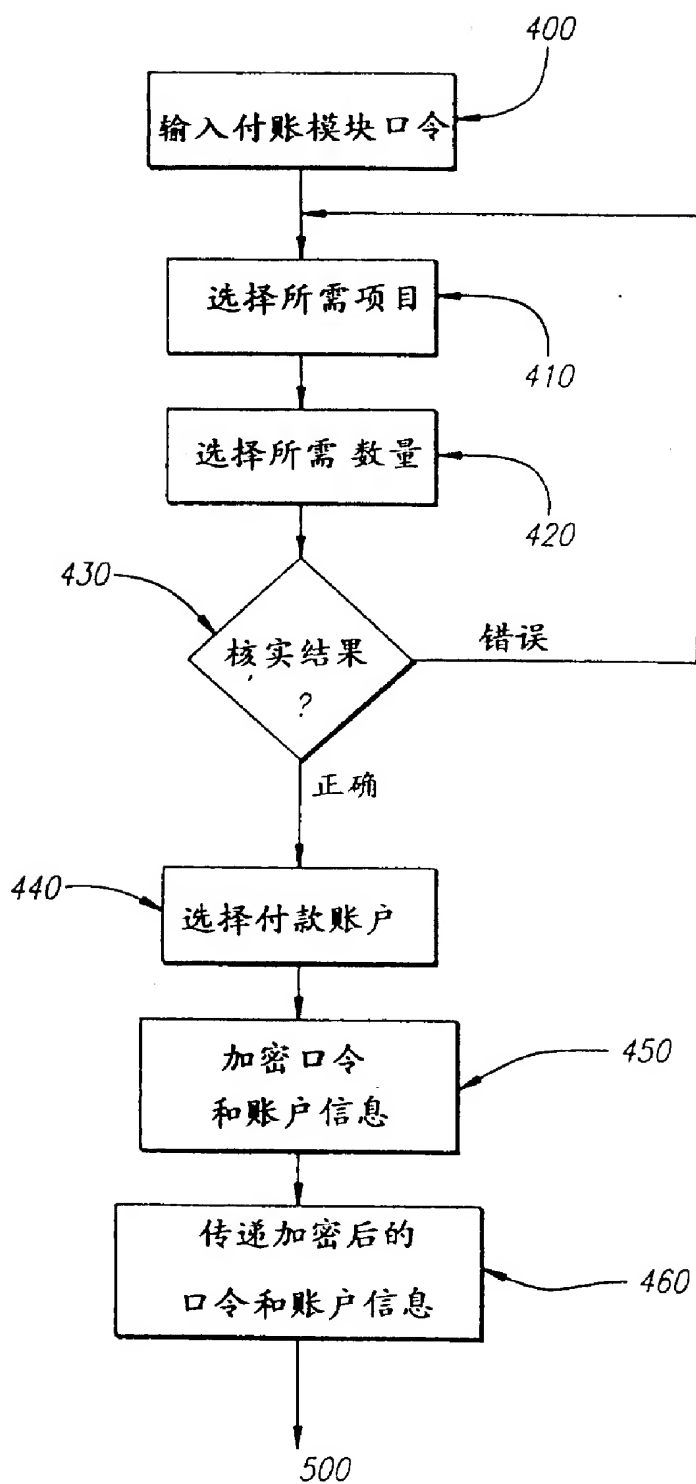 400
输入付账模块口令
选择所需项目
410
选择所需 数量
420
430
核实结果
?
错误
正确
440
选择付款账户
加密口令
和账户信息
450
传递加密后的
口令和账户信息
460
500